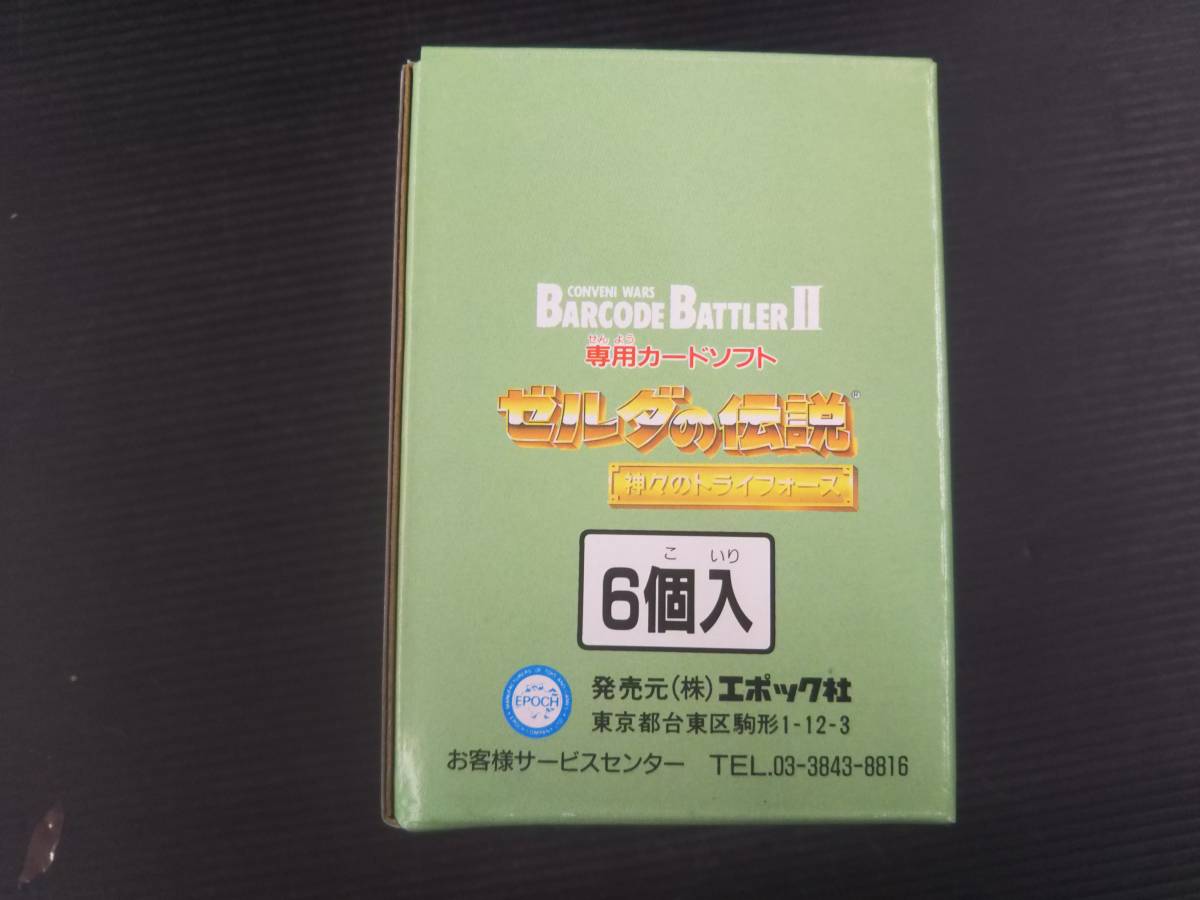 CONVENI WARS
BARCODE BATTLER II
せんよう
専用カードソフト
ゼルダの伝説®
神々のトライフォース
こ いり
6個入
EPOCH
発売元(株)エポック社
東京都台東区駒形1-12-3
お客様サービスセンター TEL.03-3843-8816